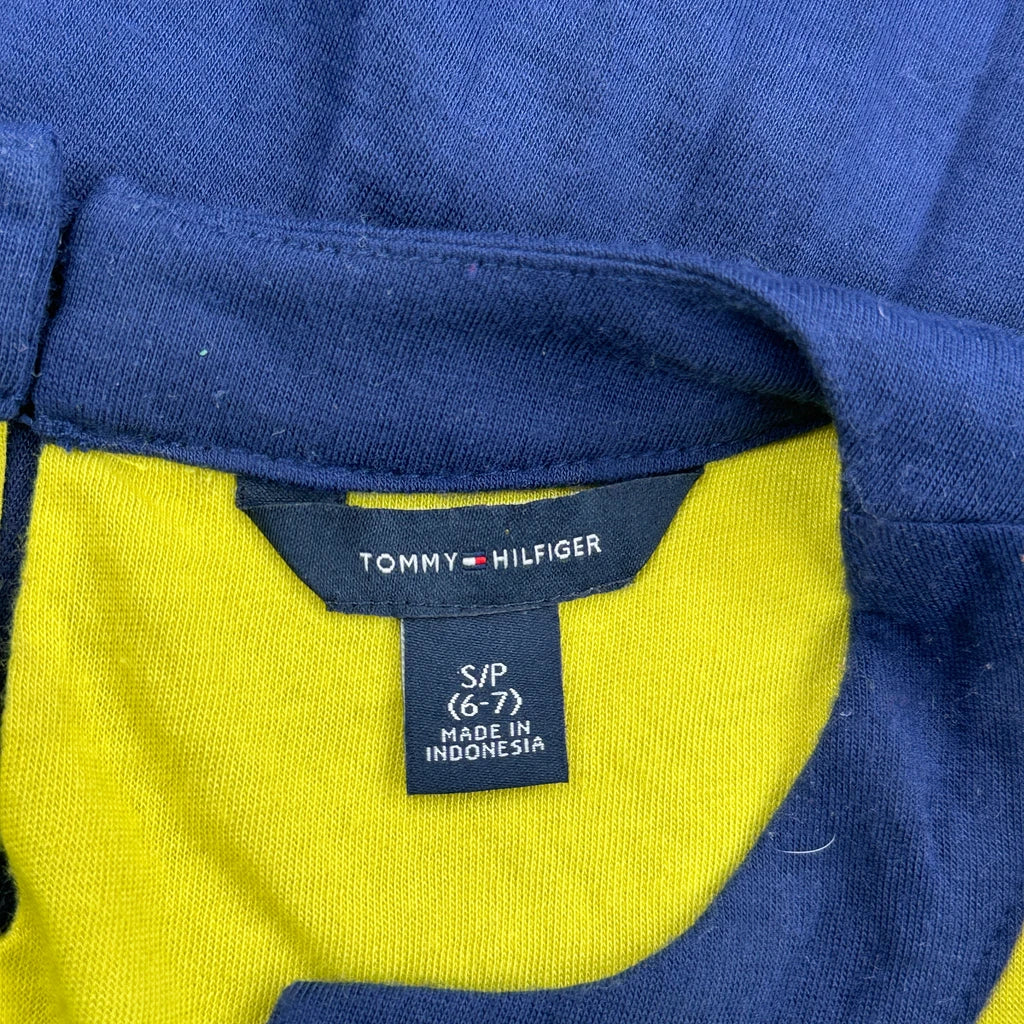 TOMMY HILFIGER
S/P
(6-7)
MADE IN
INDONESIA